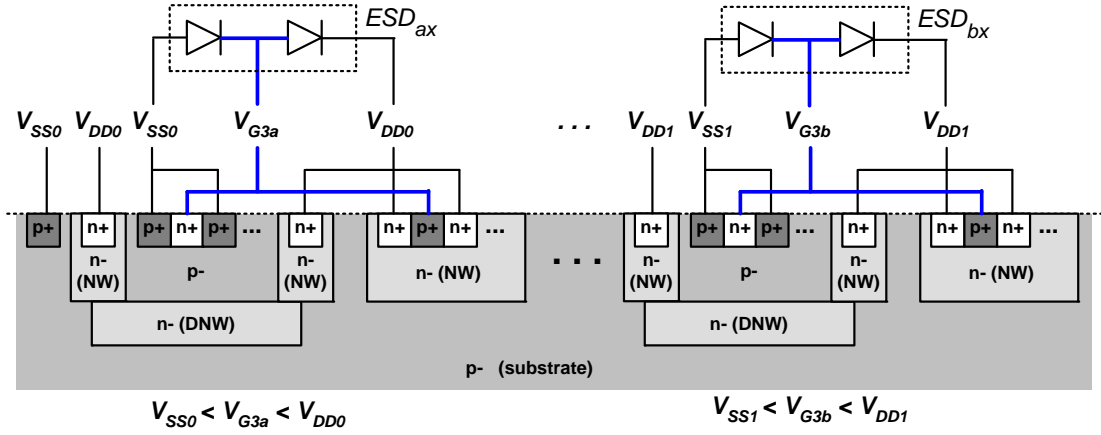 ESDax ESDbx
VSS0 VDD0 VSS0 VG3a VDD0 . . . VDD1 VSS1 VG3b VDD1
p+ n+ p+ n+ p+ ... n+ n+ p+ n+ ... n+ p+ n+ p+ ... n+ n+ p+ n+ ...
n- (NW) p- n- (NW) n- (NW) . . . n- (NW) p- n- (NW) n- (NW)
n- (DNW) n- (DNW)
p- (substrate)
VSS0 < VG3a < VDD0 VSS1 < VG3b < VDD1